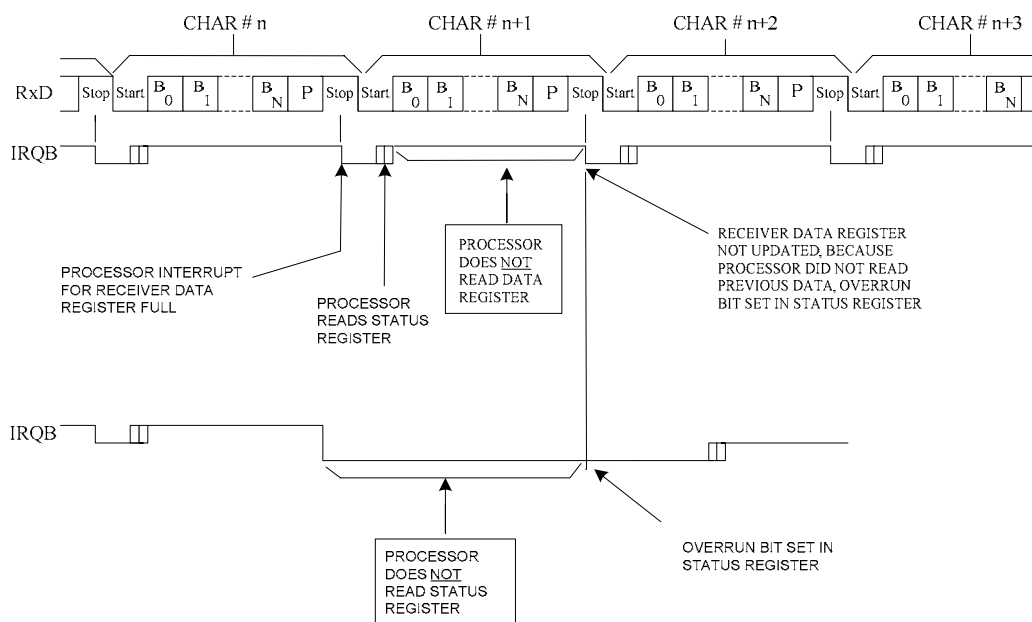 CHAR # n CHAR # n+1 CHAR # n+2 CHAR # n+3
RxD Stop Start B0 B1 BN P Stop Start B0 B1 BN P Stop Start B0 B1 BN P Stop Start B0 B1 BN
IRQB
PROCESSOR INTERRUPT
FOR RECEIVER DATA
REGISTER FULL
PROCESSOR
READS STATUS
REGISTER
PROCESSOR
DOES NOT
READ DATA
REGISTER
RECEIVER DATA REGISTER
NOT UPDATED, BECAUSE
PROCESSOR DID NOT READ
PREVIOUS DATA, OVERRUN
BIT SET IN STATUS REGISTER
IRQB
PROCESSOR
DOES NOT
READ STATUS
REGISTER
OVERRUN BIT SET IN
STATUS REGISTER